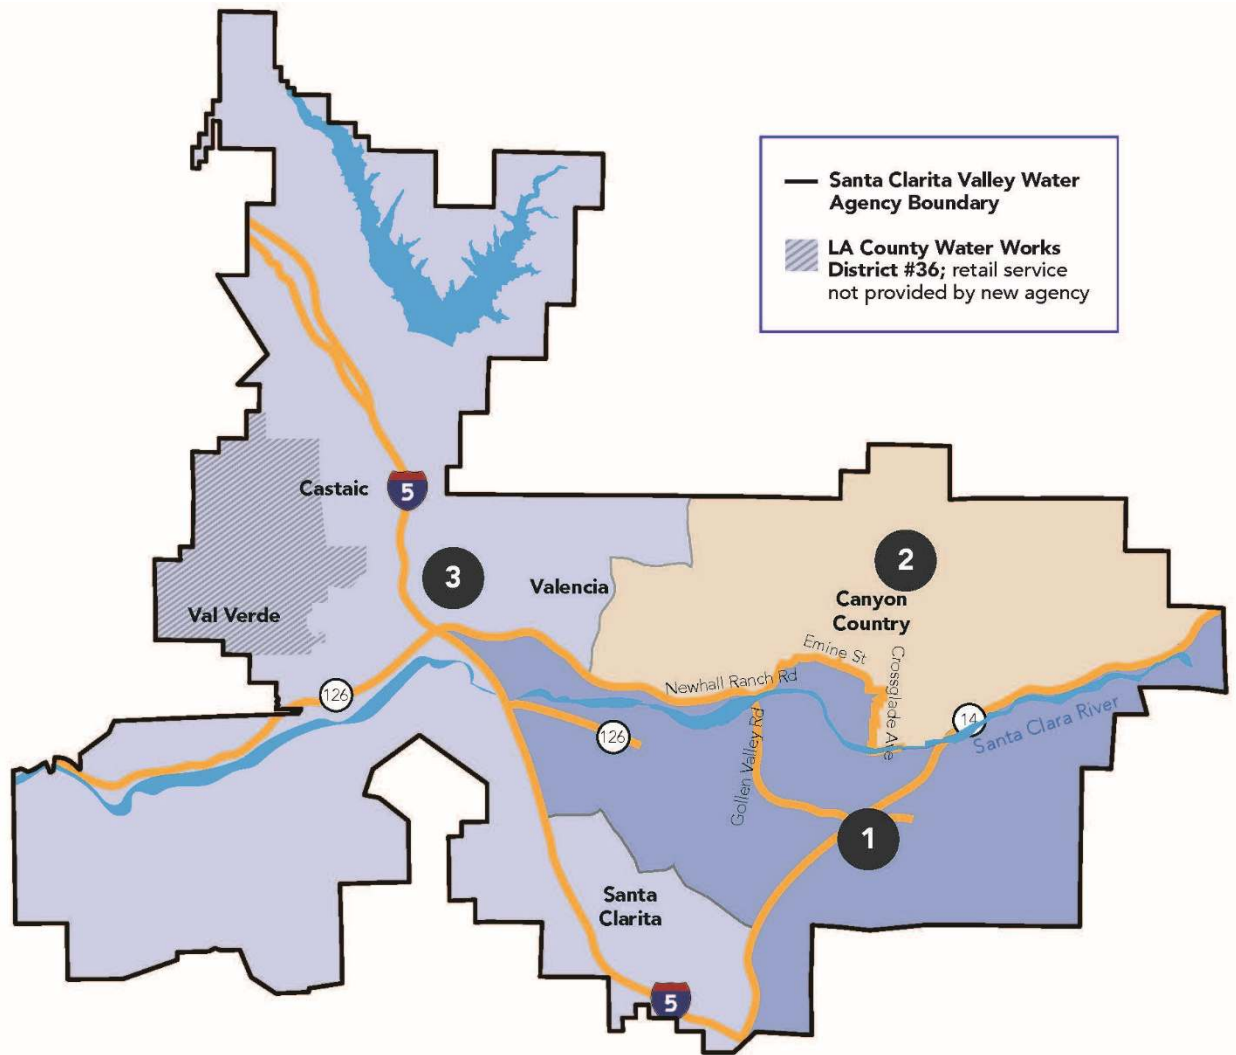 Santa Clarita Valley Water
Agency Boundary
LA County Water Works
District #36; retail service
not provided by new agency
Castaic
5
2
3
Valencia
Canyon
Country
Val Verde
Emine St
Crossglade Ave
Newhall Ranch Rd
126
14
Santa Clara River
126
Gollen Valley Rd
1
Santa
Clarita
5